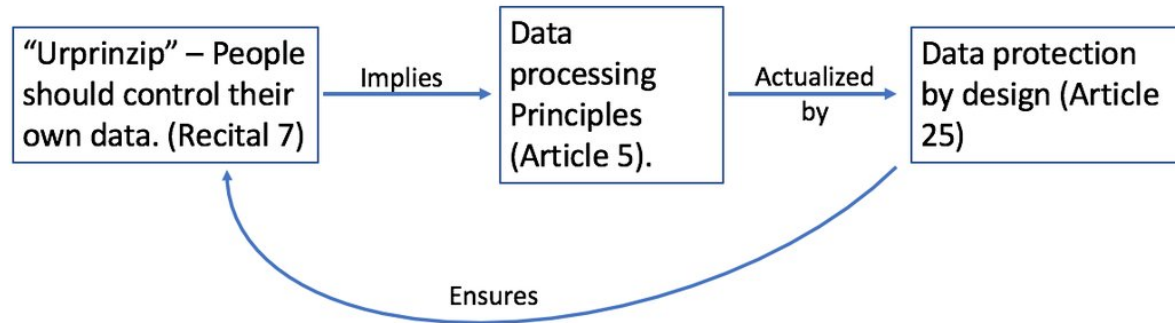 “Urprinzip” – People
should control their
own data. (Recital 7)
Implies
Data
processing
Principles
(Article 5).
Actualized
by
Data protection
by design (Article
25)
Ensures